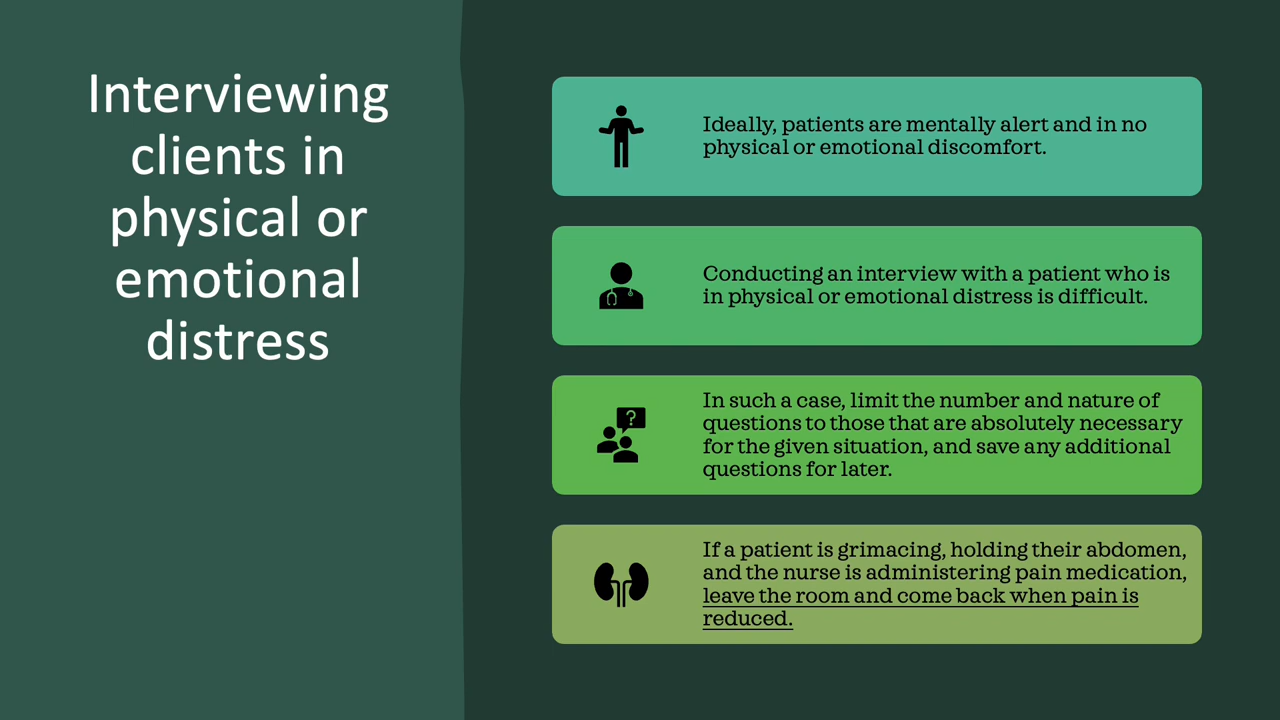 Interviewing
clients in
physical or
emotional
distress
Ideally, patients are mentally alert and in no
physical or emotional discomfort.
Conducting an interview with a patient who is
in physical or emotional distress is difficult.
?
In such a case, limit the number and nature of
questions to those that are absolutely necessary
for the given situation, and save any additional
questions for later.
If a patient is grimacing, holding their abdomen,
and the nurse is administering pain medication,
leave the room and come back when pain is
reduced.